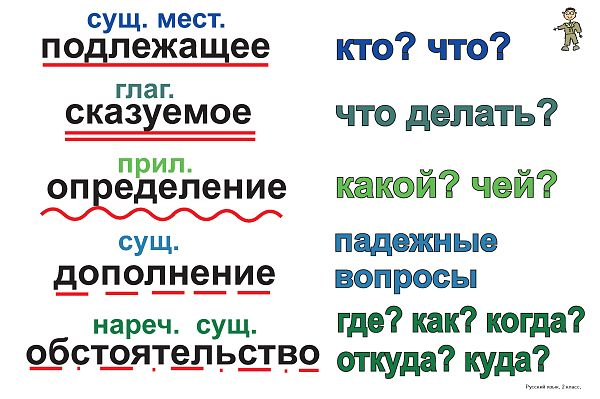 сущ. мест.
подлежащее кто? что?
глаг.
сказуемое что делать?
прил.
определение какой? чей?
сущ. падежные
дополнение вопросы
нареч. сущ. где? как? когда?
обстоятельство откуда? куда?
Русский язык. 2 класс.